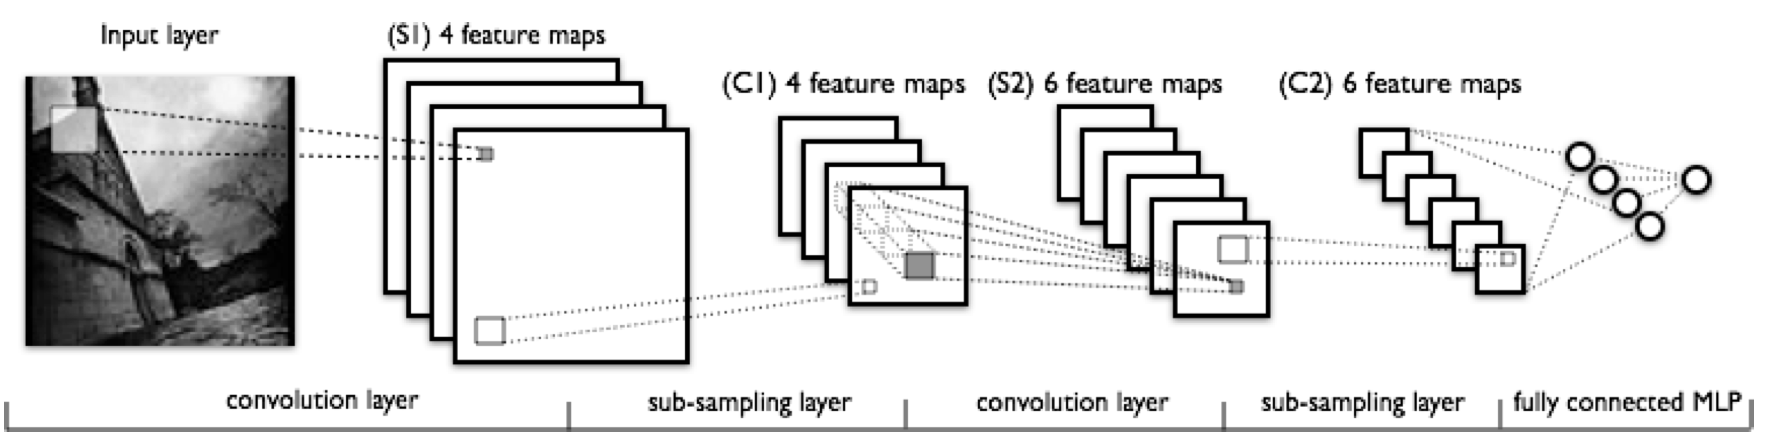 Input layer
(S1) 4 feature maps
(C1) 4 feature maps
(S2) 6 feature maps
(C2) 6 feature maps
convolution layer
sub-sampling layer
convolution layer
sub-sampling layer
fully connected MLP